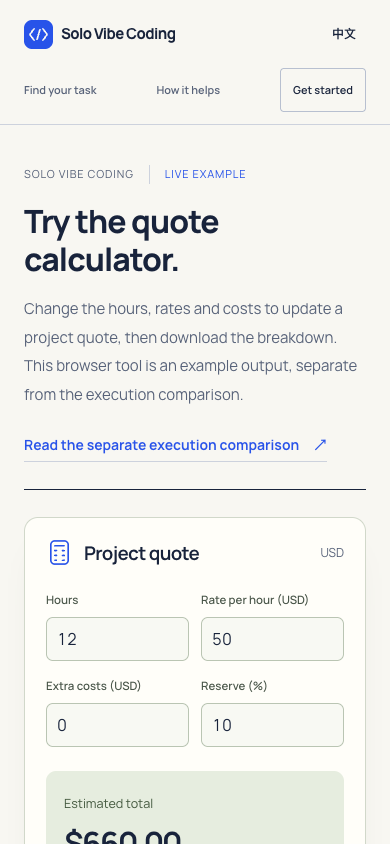 Solo Vibe Coding
中文
Find your task
How it helps
Get started
SOLO VIBE CODING
LIVE EXAMPLE
Try the quote
calculator.
Change the hours, rates and costs to update a
project quote, then download the breakdown.
This browser tool is an example output, separate
from the execution comparison.
Read the separate execution comparison ↗
Project quote
USD
Hours
Rate per hour (USD)
12
50
Extra costs (USD)
Reserve (%)
0
10
Estimated total
$660.00